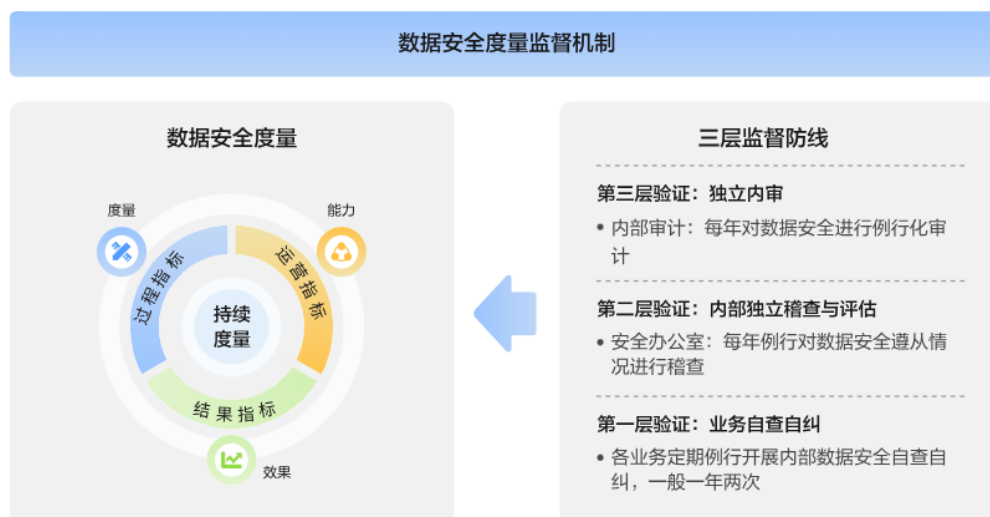 数据安全度量监督机制
数据安全度量
度量
能力
过程指标
运营指标
持续
度量
结果指标
效果
三层监督防线
第三层验证：独立内审
• 内部审计：每年对数据安全进行例行化审
计
第二层验证：内部独立稽查与评估
• 安全办公室：每年例行对数据安全遵从情
况进行稽查
第一层验证：业务自查自纠
• 各业务定期例行开展内部数据安全自查自
纠，一般一年两次